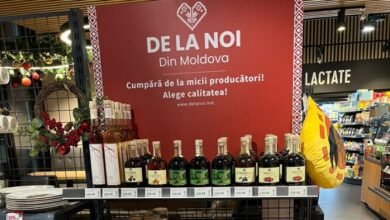 DE LA NOI
Din Moldova
Cumpără de la micii producători!
Alege calitatea!
www.delanoi.md
LACTATE